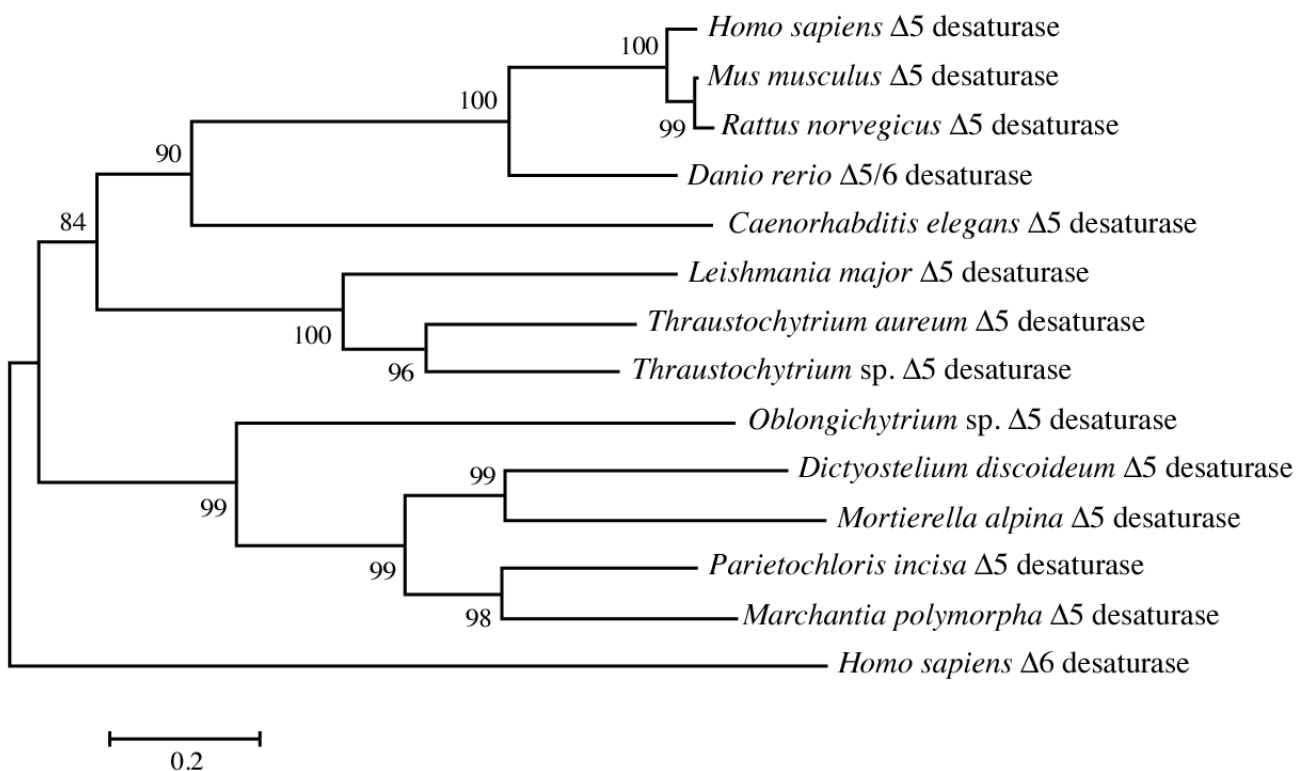 Homo sapiens Δ5 desaturase
100
Mus musculus Δ5 desaturase
100
99
Rattus norvegicus Δ5 desaturase
90
Danio rerio Δ5/6 desaturase
84
Caenorhabditis elegans Δ5 desaturase
Leishmania major Δ5 desaturase
Thraustochytrium aureum Δ5 desaturase
100
96
Thraustochytrium sp. Δ5 desaturase
Oblongichytrium sp. Δ5 desaturase
99
Dictyostelium discoideum Δ5 desaturase
99
Mortierella alpina Δ5 desaturase
99
Parietochloris incisa Δ5 desaturase
98
Marchantia polymorpha Δ5 desaturase
Homo sapiens Δ6 desaturase
0.2